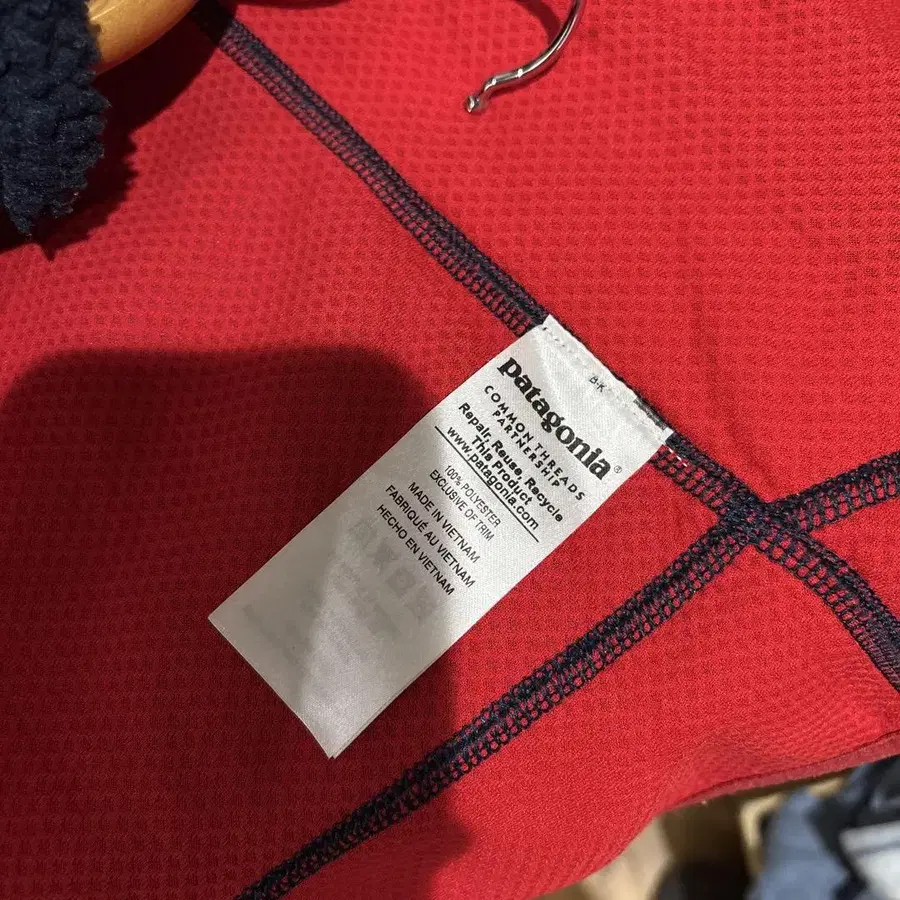 B-K
patagonia®
COMMON THREADS
PARTNERSHIP
Repair, Reuse, Recycle
This Product
www.patagonia.com
100% POLYESTER
EXCLUSIVE OF TRIM
MADE IN VIETNAM
FABRIQUÉ AU VIETNAM
HECHO EN VIETNAM